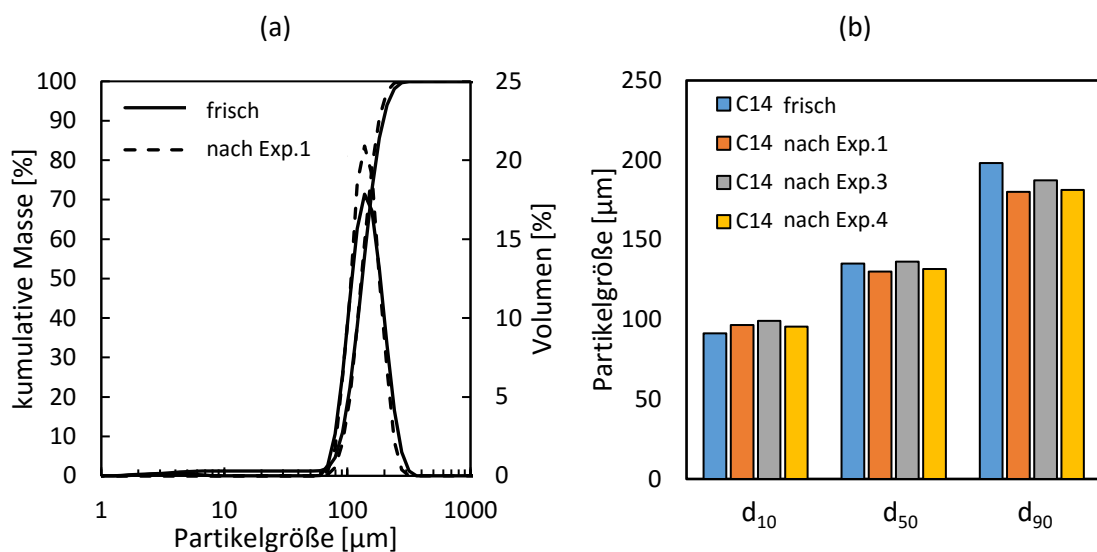 (a)
kumulative Masse [%]
100
90
80
70
60
50
40
30
20
10
0
frisch
nach Exp.1
25
20
15
10
5
0
Volumen [%]
1
10
100
1000
Partikelgröße [µm]
(b)
Partikelgröße [µm]
250
200
150
100
50
0
C14 frisch
C14 nach Exp.1
C14 nach Exp.3
C14 nach Exp.4
d10
d50
d90